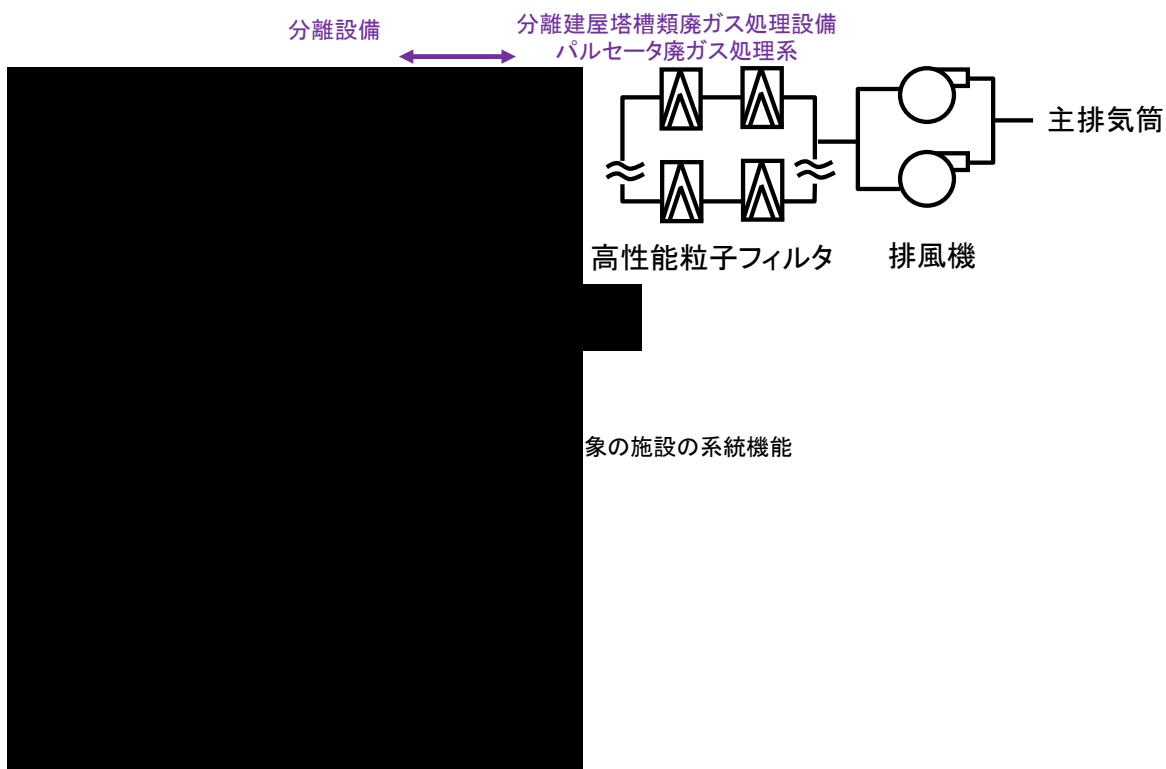 分離設備
分離建屋塔槽類廃ガス処理設備
パルセータ廃ガス処理系
主排気筒
高性能粒子フィルタ
排風機
象の施設の系統機能